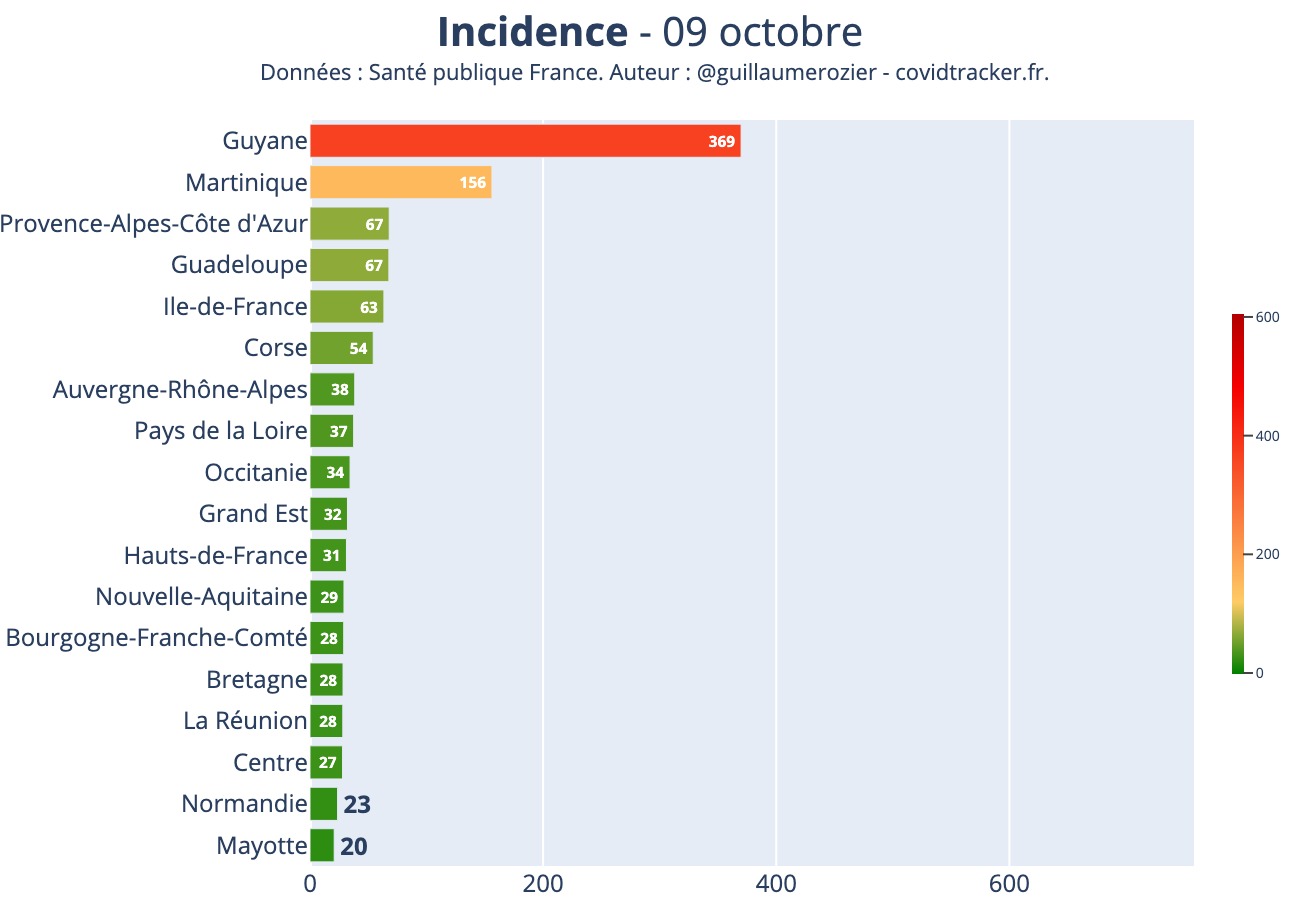 Incidence - 09 octobre
Données : Santé publique France. Auteur : @guillaumerozier - covidtracker.fr.
Guyane 369
Martinique 156
Provence-Alpes-Côte d'Azur 67
Guadeloupe 67
Ile-de-France 63
Corse 54
Auvergne-Rhône-Alpes 38
Pays de la Loire 37
Occitanie 34
Grand Est 32
Hauts-de-France 31
Nouvelle-Aquitaine 29
Bourgogne-Franche-Comté 28
Bretagne 28
La Réunion 28
Centre 27
Normandie 23
Mayotte 20
0 200 400 600
600
400
200
0